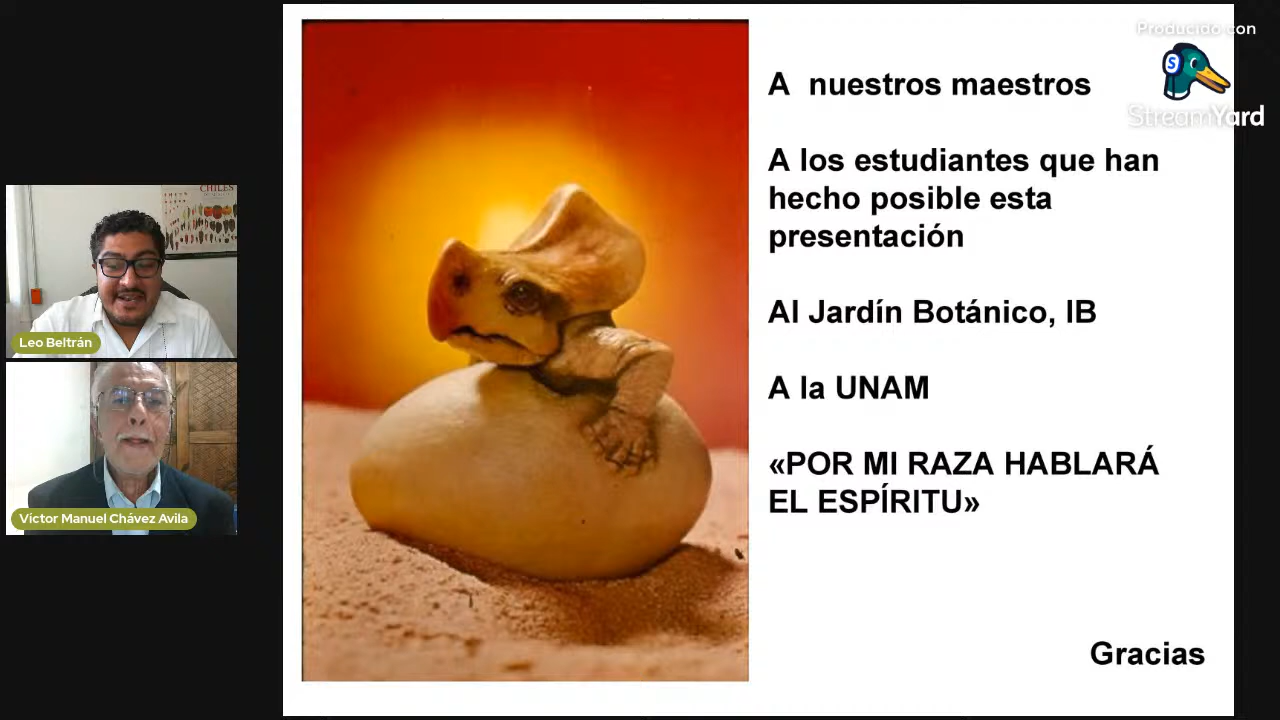 Producido con
StreamYard
A nuestros maestros
A los estudiantes que han
hecho posible esta
presentación
Al Jardín Botánico, IB
A la UNAM
«POR MI RAZA HABLARÁ
EL ESPÍRITU»
Gracias
CHILES
Leo Beltrán
Víctor Manuel Chávez Avila